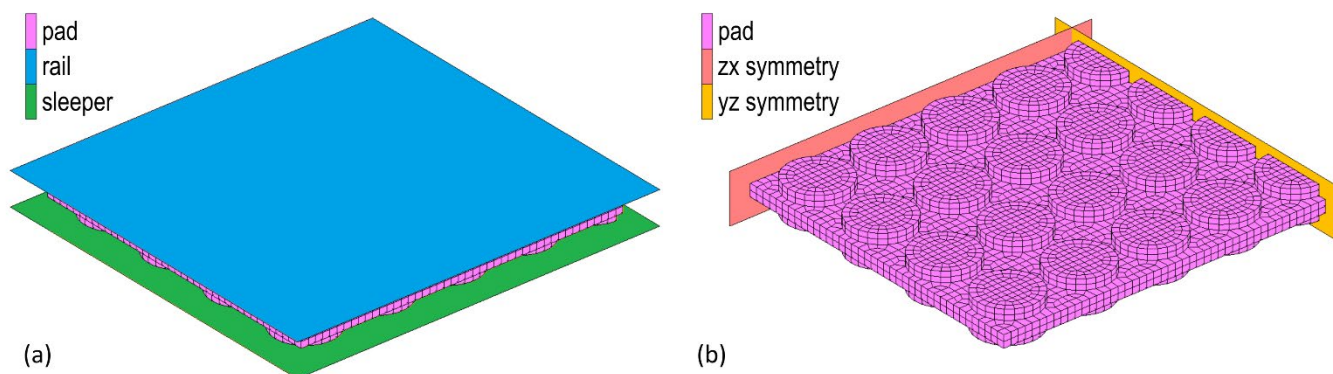 pad
rail
sleeper
(a)
pad
zx symmetry
yz symmetry
(b)